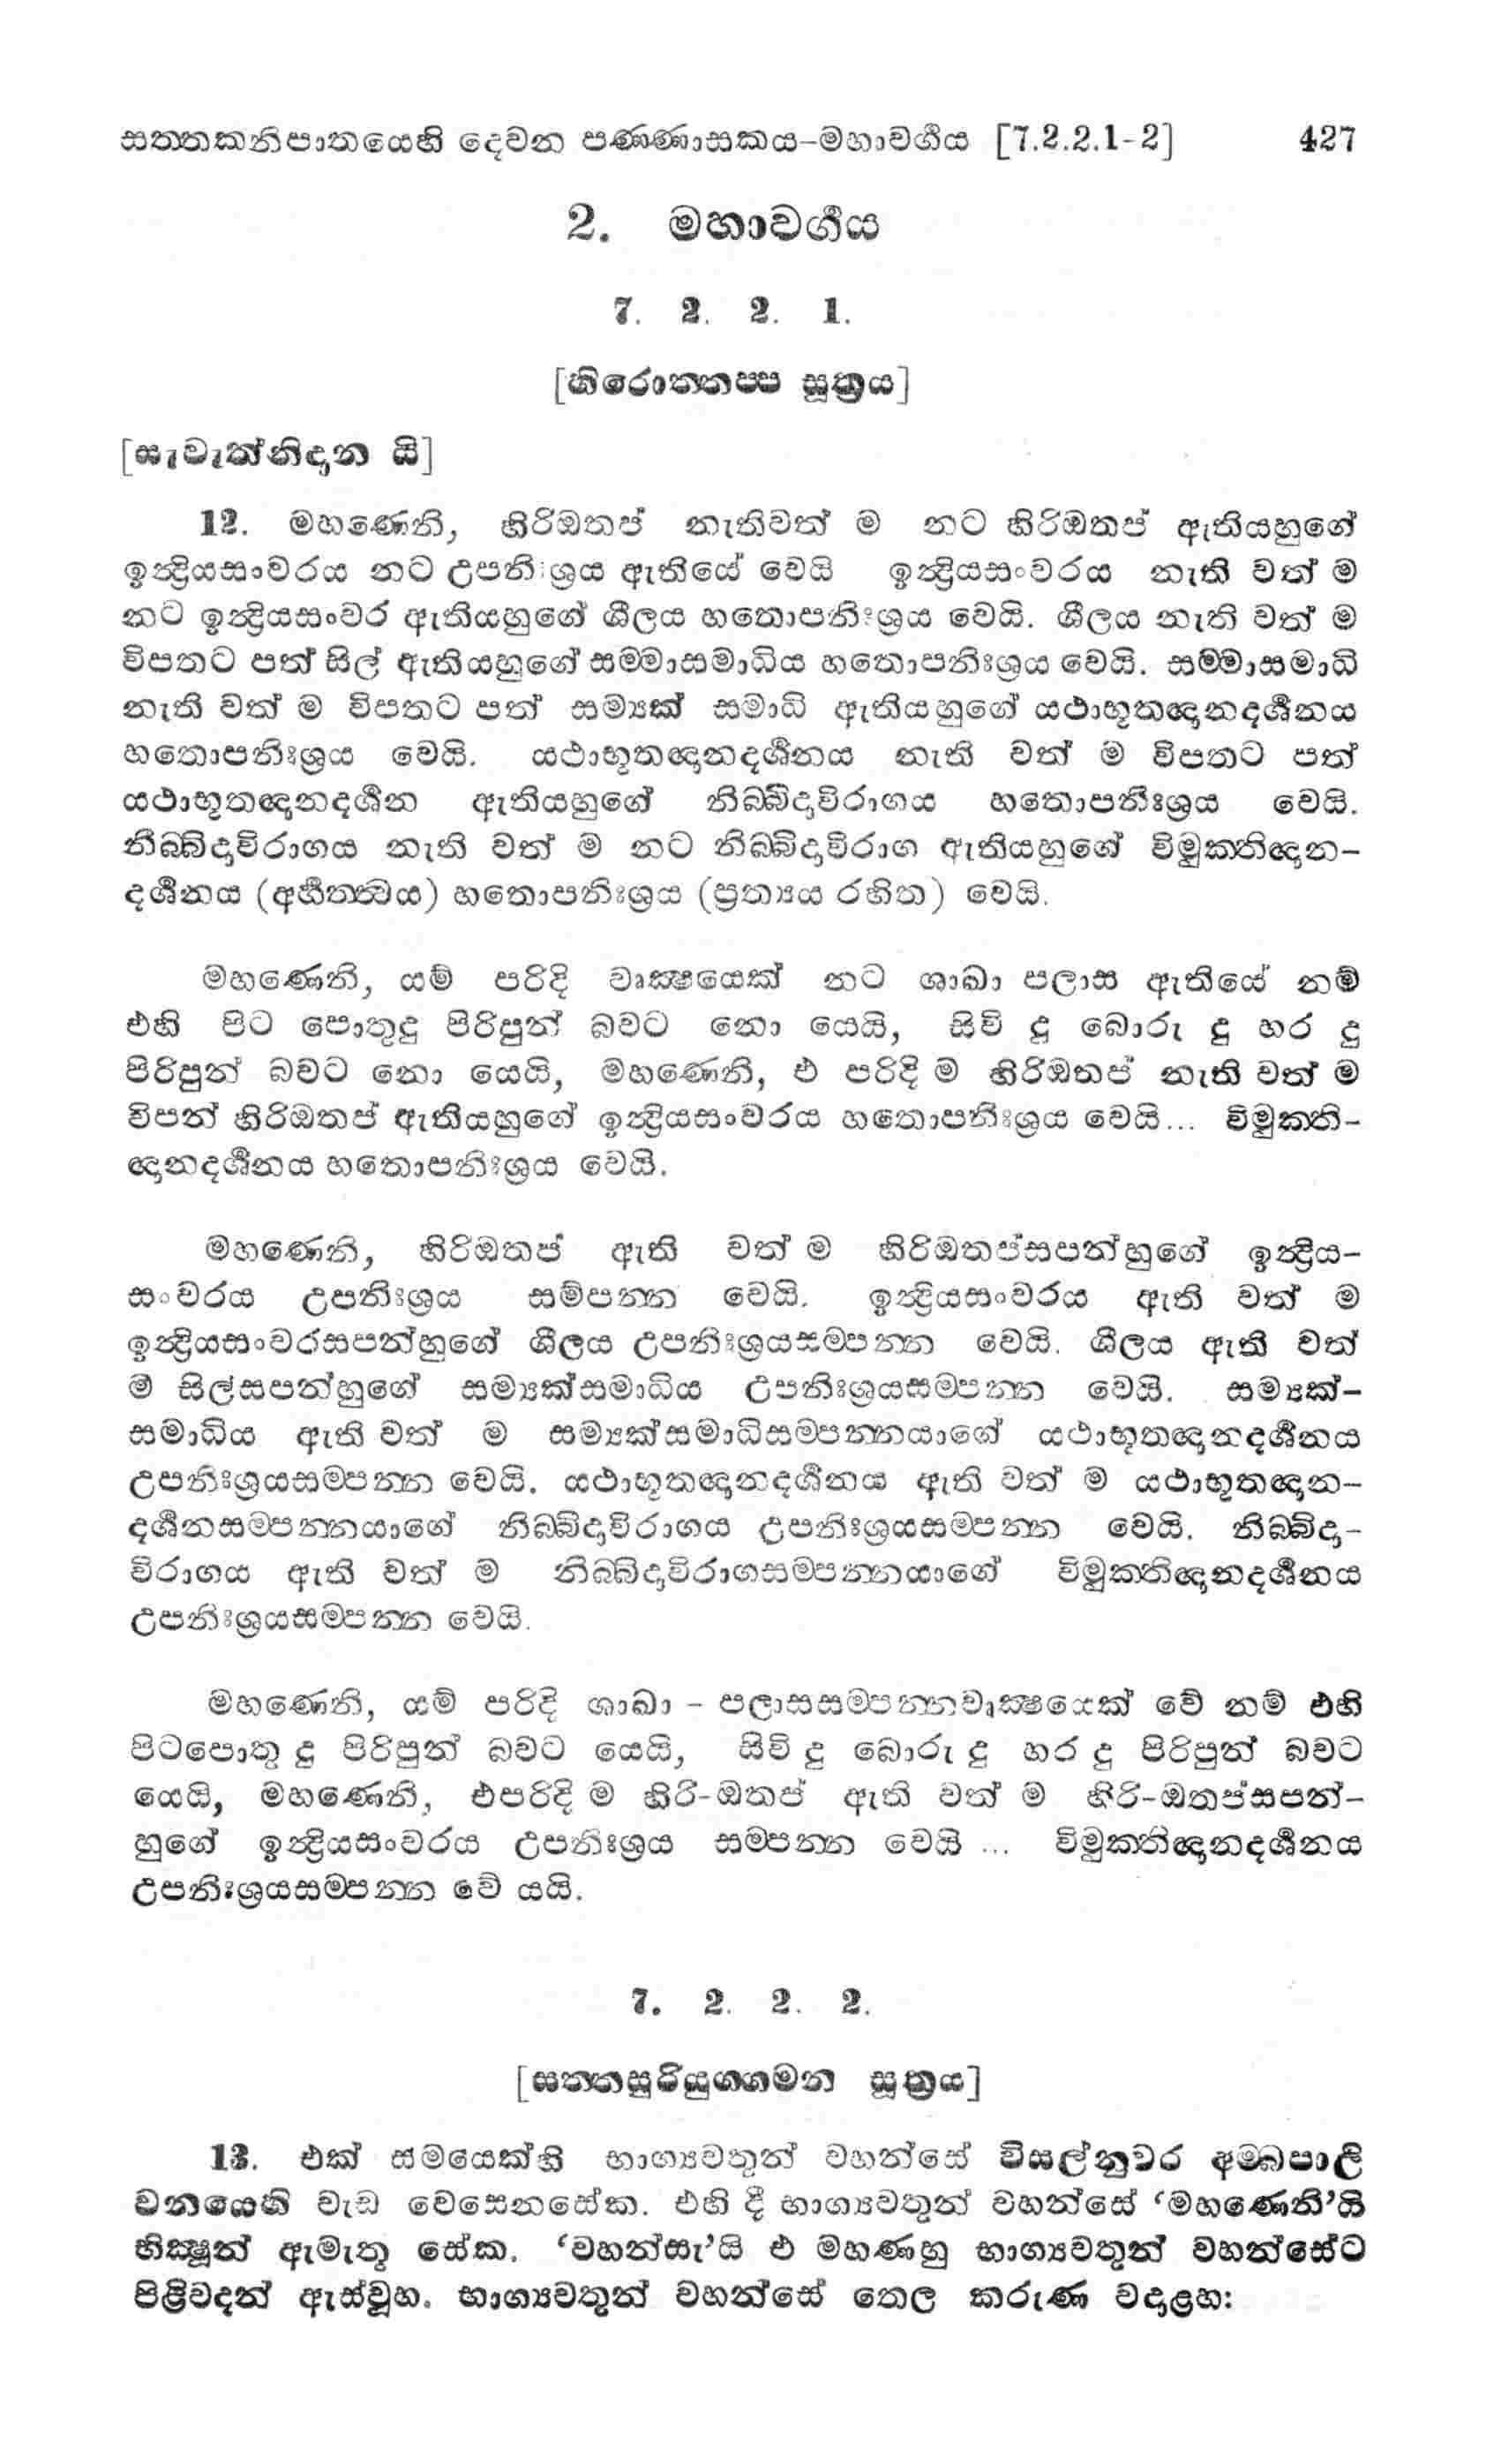 සත්තකනිපාතයෙහි දෙවන පණ්ණාසකය-මහාවර්‍ගය [7.2.2.1-2] 427
2. මහාවර්‍ගය
7. 2. 2. 1.
[හිරොත්තප්ප සූත්‍රය]
[සැවැත්නිදාන යි]
12. මහණෙනි, හිරිඔතප් නැතිවත් ම නට හිරිඔතප් ඇතියහුගේ
ඉන්‍ද්‍රියසංවරය නට උපනිඃශ්‍රය ඇතියේ වෙයි ඉන්‍ද්‍රියසංවරය නැති වත් ම
නට ඉන්‍ද්‍රියසංවර ඇතියහුගේ ශීලය හතොපනිඃශ්‍රය වෙයි. ශීලය නැති වත් ම
විපතට පත් සිල් ඇතියහුගේ සම්මාසමාධිය හතොපනිඃශ්‍රය වෙයි. සම්මාසමාධි
නැති වත් ම විපතට පත් සම්‍යක් සමාධි ඇතියහුගේ යථාභූතඥානදර්‍ශනය
හතොපනිඃශ්‍රය වෙයි. යථාභූතඥානදර්‍ශනය නැති වත් ම විපතට පත්
යථාභූතඥානදර්‍ශන ඇතියහුගේ නිබ්බිදාවිරාගය හතොපනිඃශ්‍රය වෙයි.
නිබ්බිදාවිරාගය නැති වත් ම නට නිබ්බිදාවිරාග ඇතියහුගේ විමුක්තිඥාන-
දර්‍ශනය (අර්‍හත්ත්‍වය) හතොපනිඃශ්‍රය (ප්‍රත්‍යය රහිත) වෙයි.
මහණෙනි, යම් පරිදි වෘක්‍ෂයෙක් නට ශාඛා පලාස ඇතියේ නම්
එහි පිට පොතුදු පිරිපුන් බවට නො යෙයි, සිවි දු බොරු දු හර දු
පිරිපුන් බවට නො යෙයි, මහණෙනි, එ පරිදි ම හිරිඔතප් නැති වත් ම
විපන් හිරිඔතප් ඇතියහුගේ ඉන්‍ද්‍රියසංවරය හතොපනිඃශ්‍රය වෙයි... විමුක්ති-
ඥානදර්‍ශනය හතොපනිඃශ්‍රය වෙයි.
මහණෙනි, හිරිඔතප් ඇති වත් ම හිරිඔතප්සපන්හුගේ ඉන්‍ද්‍රිය-
සංවරය උපනිඃශ්‍රය සම්පන්න වෙයි. ඉන්‍ද්‍රියසංවරය ඇති වත් ම
ඉන්‍ද්‍රියසංවරසපන්හුගේ ශීලය උපනිඃශ්‍රයසම්පන්න වෙයි. ශීලය ඇති වත්
ම සිල්සපන්හුගේ සම්‍යක්සමාධිය උපනිඃශ්‍රයසම්පන්න වෙයි. සම්‍යක්-
සමාධිය ඇති වත් ම සම්‍යක්සමාධිසම්පන්නයාගේ යථාභූතඥානදර්‍ශනය
උපනිඃශ්‍රයසම්පන්න වෙයි. යථාභූතඥානදර්‍ශනය ඇති වත් ම යථාභූතඥාන-
දර්‍ශනසම්පන්නයාගේ නිබ්බිදාවිරාගය උපනිඃශ්‍රයසම්පන්න වෙයි. නිබ්බිදා-
විරාගය ඇති වත් ම නිබ්බිදාවිරාගසම්පන්නයාගේ විමුක්තිඥානදර්‍ශනය
උපනිඃශ්‍රයසම්පන්න වෙයි.
මහණෙනි, යම් පරිදි ශාඛා - පලාසසම්පන්නවෘක්‍ෂයෙක් වේ නම් එහි
පිටපොතු දු පිරිපුන් බවට යෙයි, සිවි දු බොරු දු හර දු පිරිපුන් බවට
යෙයි, මහණෙනි, එපරිදි ම හිරි-ඔතප් ඇති වත් ම හිරි-ඔතප්සපන්-
හුගේ ඉන්‍ද්‍රියසංවරය උපනිඃශ්‍රය සම්පන්න වෙයි ... විමුක්තිඥානදර්‍ශනය
උපනිඃශ්‍රයසම්පන්න වේ යයි.
7. 2. 2. 2.
[සත්තසුරියුග්ගමන සූත්‍රය]
13. එක් සමයෙක්හි භාග්‍යවතුන් වහන්සේ විසල්නුවර අම්බපාලි
වනයෙහි වැඩ වෙසෙනසේක. එහි දී භාග්‍යවතුන් වහන්සේ ‘මහණෙනි’යි
භික්‍ෂූන් ඇමැතූ සේක. ‘වහන්සැ’යි එ මහණහු භාග්‍යවතුන් වහන්සේට
පිළිවදන් ඇස්වූහ. භාග්‍යවතුන් වහන්සේ තෙල කරුණ වදාළහ: